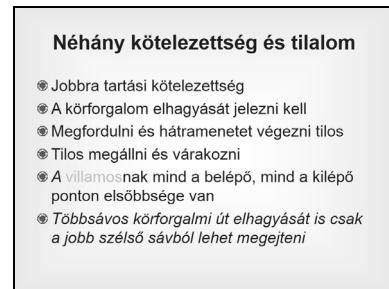 Néhány kötelezettség és tilalom
Jobbra tartási kötelezettség
A körforgalom elhagyását jelezni kell
Megfordulni és hátramenetet végezni tilos
Tilos megállni és várakozni
A villamosnak mind a belépő, mind a kilépő
ponton elsőbbsége van
Többsávos körforgalmi út elhagyását is csak
a jobb szélső sávból lehet megejteni